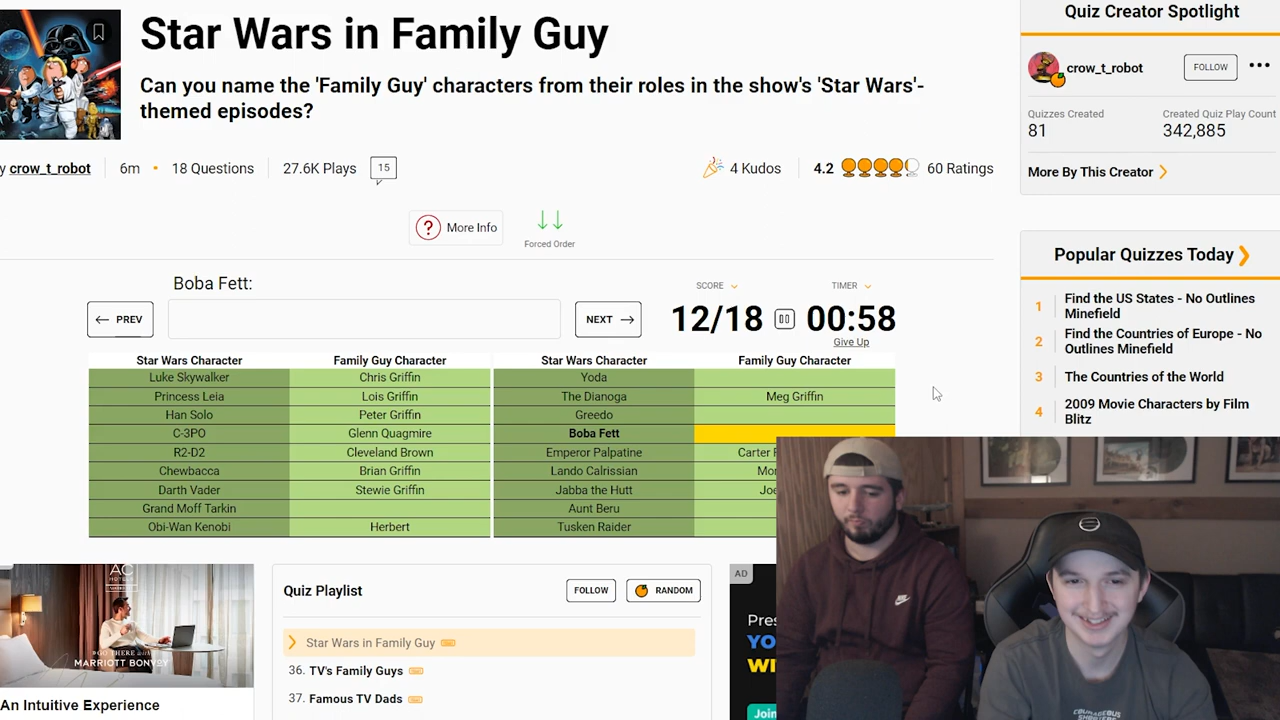 Star Wars in Family Guy
Can you name the 'Family Guy' characters from their roles in the show's 'Star Wars'-
themed episodes?
y crow_t_robot
6m • 18 Questions
27.6K Plays
15
4 Kudos
4.2
60 Ratings
? More Info
Forced Order
Boba Fett:
← PREV
NEXT →
SCORE
12/18
TIMER
00:58
Give Up
Star Wars Character Family Guy Character
Luke Skywalker Chris Griffin
Princess Leia Lois Griffin
Han Solo Peter Griffin
C-3PO Glenn Quagmire
R2-D2 Cleveland Brown
Chewbacca Brian Griffin
Darth Vader Stewie Griffin
Grand Moff Tarkin
Obi-Wan Kenobi Herbert
Star Wars Character Family Guy Character
Yoda
The Dianoga Meg Griffin
Greedo
Boba Fett
Emperor Palpatine Carter
Lando Calrissian Mor
Jabba the Hutt Joe
Aunt Beru
Tusken Raider
Quiz Creator Spotlight
crow_t_robot
FOLLOW
Quizzes Created
81
Created Quiz Play Count
342,885
More By This Creator
Popular Quizzes Today
1 Find the US States - No Outlines
Minefield
2 Find the Countries of Europe - No
Outlines Minefield
3 The Countries of the World
4 2009 Movie Characters by Film
Blitz
AC
HOTELS
MARRIOTT BONVOY
An Intuitive Experience
Quiz Playlist
FOLLOW
RANDOM
Star Wars in Family Guy
36. TV's Family Guys
37. Famous TV Dads
AD
Pres
YO
WI
Join
COURAGEOUS